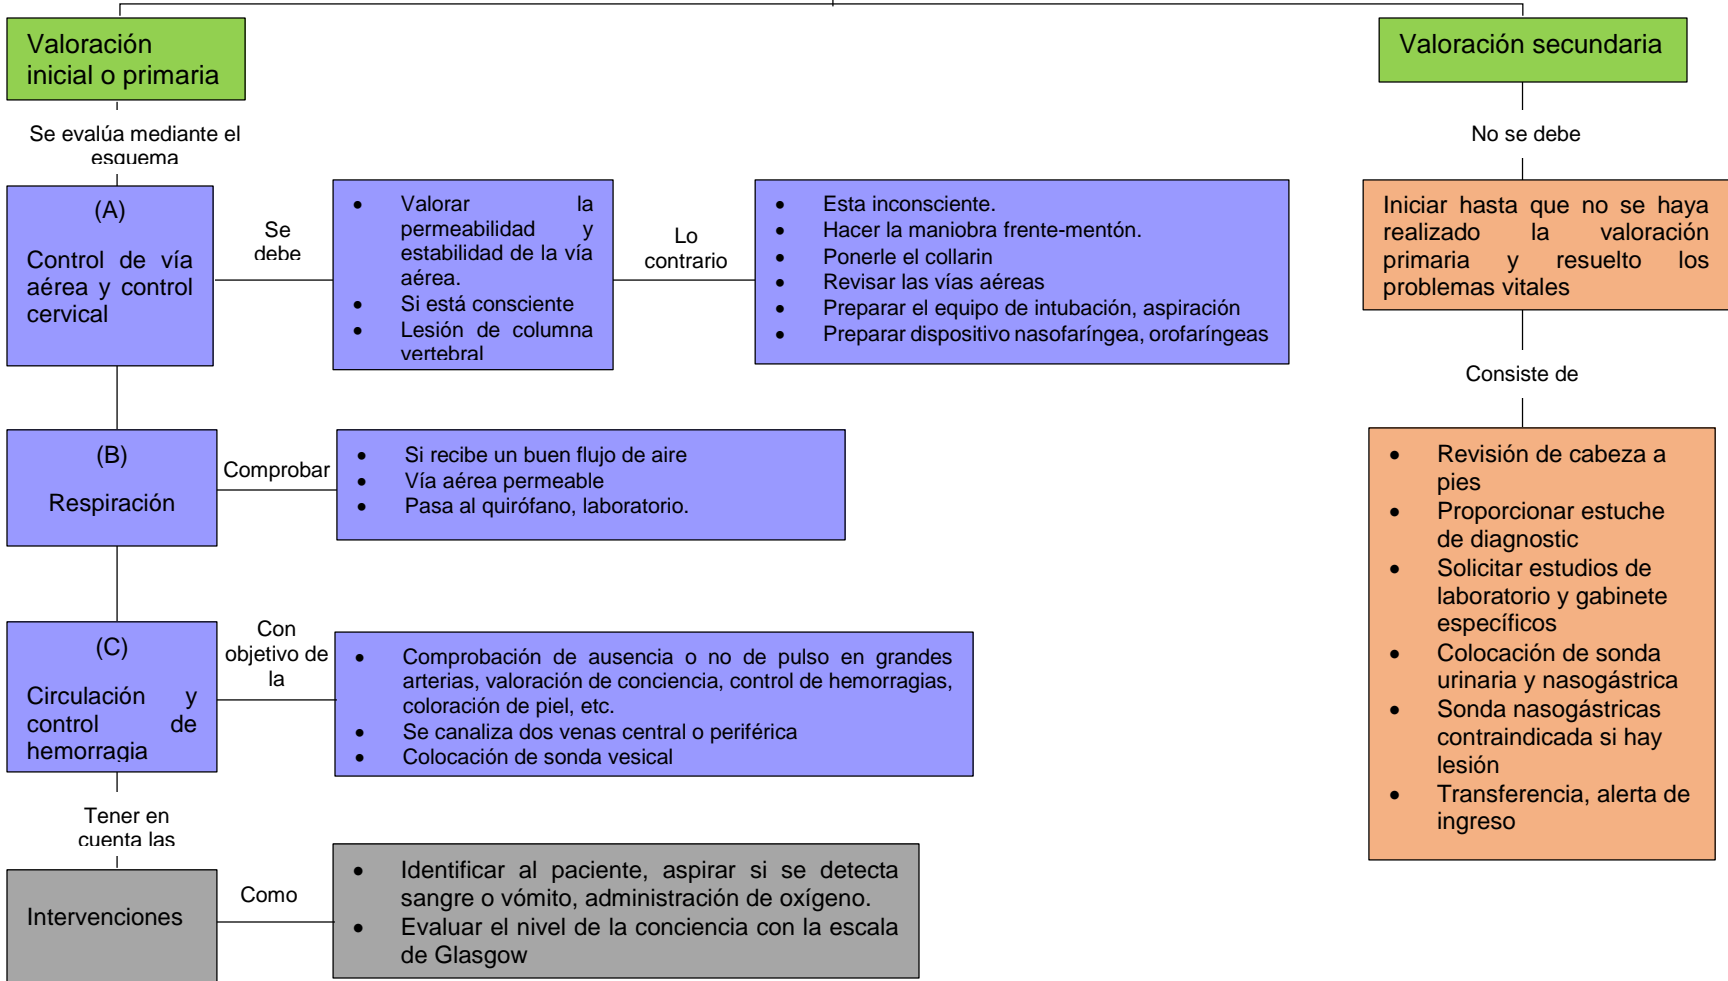 Valoración
inicial o primaria
Se evalúa mediante el
esquema
(A)
Control de vía
aérea y control
cervical
Se
debe
• Valorar la
permeabilidad y
estabilidad de la vía
aérea.
• Si está consciente
• Lesión de columna
vertebral
Lo
contrario
• Esta inconsciente.
• Hacer la maniobra frente-mentón.
• Ponerle el collarin
• Revisar las vías aéreas
• Preparar el equipo de intubación, aspiración
• Preparar dispositivo nasofaríngea, orofaríngeas
(B)
Respiración
Comprobar
• Si recibe un buen flujo de aire
• Vía aérea permeable
• Pasa al quirófano, laboratorio.
(C)
Circulación y
control de
hemorragia
Con
objetivo de
la
• Comprobación de ausencia o no de pulso en grandes
arterias, valoración de conciencia, control de hemorragias,
coloración de piel, etc.
• Se canaliza dos venas central o periférica
• Colocación de sonda vesical
Tener en
cuenta las
Intervenciones
Como
• Identificar al paciente, aspirar si se detecta
sangre o vómito, administración de oxígeno.
• Evaluar el nivel de la conciencia con la escala
de Glasgow
Valoración secundaria
No se debe
Iniciar hasta que no se haya
realizado la valoración
primaria y resuelto los
problemas vitales
Consiste de
• Revisión de cabeza a
pies
• Proporcionar estuche
de diagnostic
• Solicitar estudios de
laboratorio y gabinete
específicos
• Colocación de sonda
urinaria y nasogástrica
• Sonda nasogástricas
contraindicada si hay
lesión
• Transferencia, alerta de
ingreso